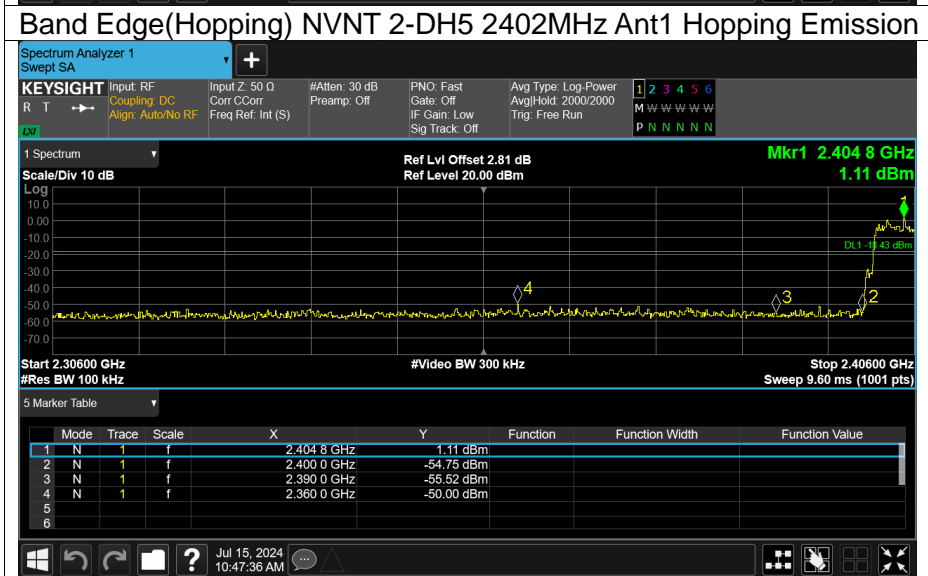 Band Edge(Hopping) NVNT 2-DH5 2402MHz Ant1 Hopping Emission
Spectrum Analyzer 1
Swept SA
+
KEYSIGHT Input: RF Input Z: 50 Ω #Atten: 30 dB PNO: Fast Avg Type: Log-Power 1 2 3 4 5 6
R T Coupling: DC Corr CCorr Preamp: Off Gate: Off Avg|Hold: 2000/2000 M W W W W W
Align: Auto/No RF Freq Ref: Int (S) IF Gain: Low Trig: Free Run
LXI Sig Track: Off P N N N N N
1 Spectrum Ref Lvl Offset 2.81 dB Mkr1 2.404 8 GHz
Scale/Div 10 dB Ref Level 20.00 dBm 1.11 dBm
Log
10.0 1
0.00
-10.0
DL1 -18.43 dBm
-20.0
-30.0
-40.0
4 3 2
-50.0
-60.0
-70.0
Start 2.30600 GHz #Video BW 300 kHz Stop 2.40600 GHz
#Res BW 100 kHz Sweep 9.60 ms (1001 pts)
5 Marker Table
Mode Trace Scale X Y Function Function Width Function Value
1 N 1 f 2.404 8 GHz 1.11 dBm
2 N 1 f 2.400 0 GHz -54.75 dBm
3 N 1 f 2.390 0 GHz -55.52 dBm
4 N 1 f 2.360 0 GHz -50.00 dBm
5
6
? Jul 15, 2024
10:47:36 AM